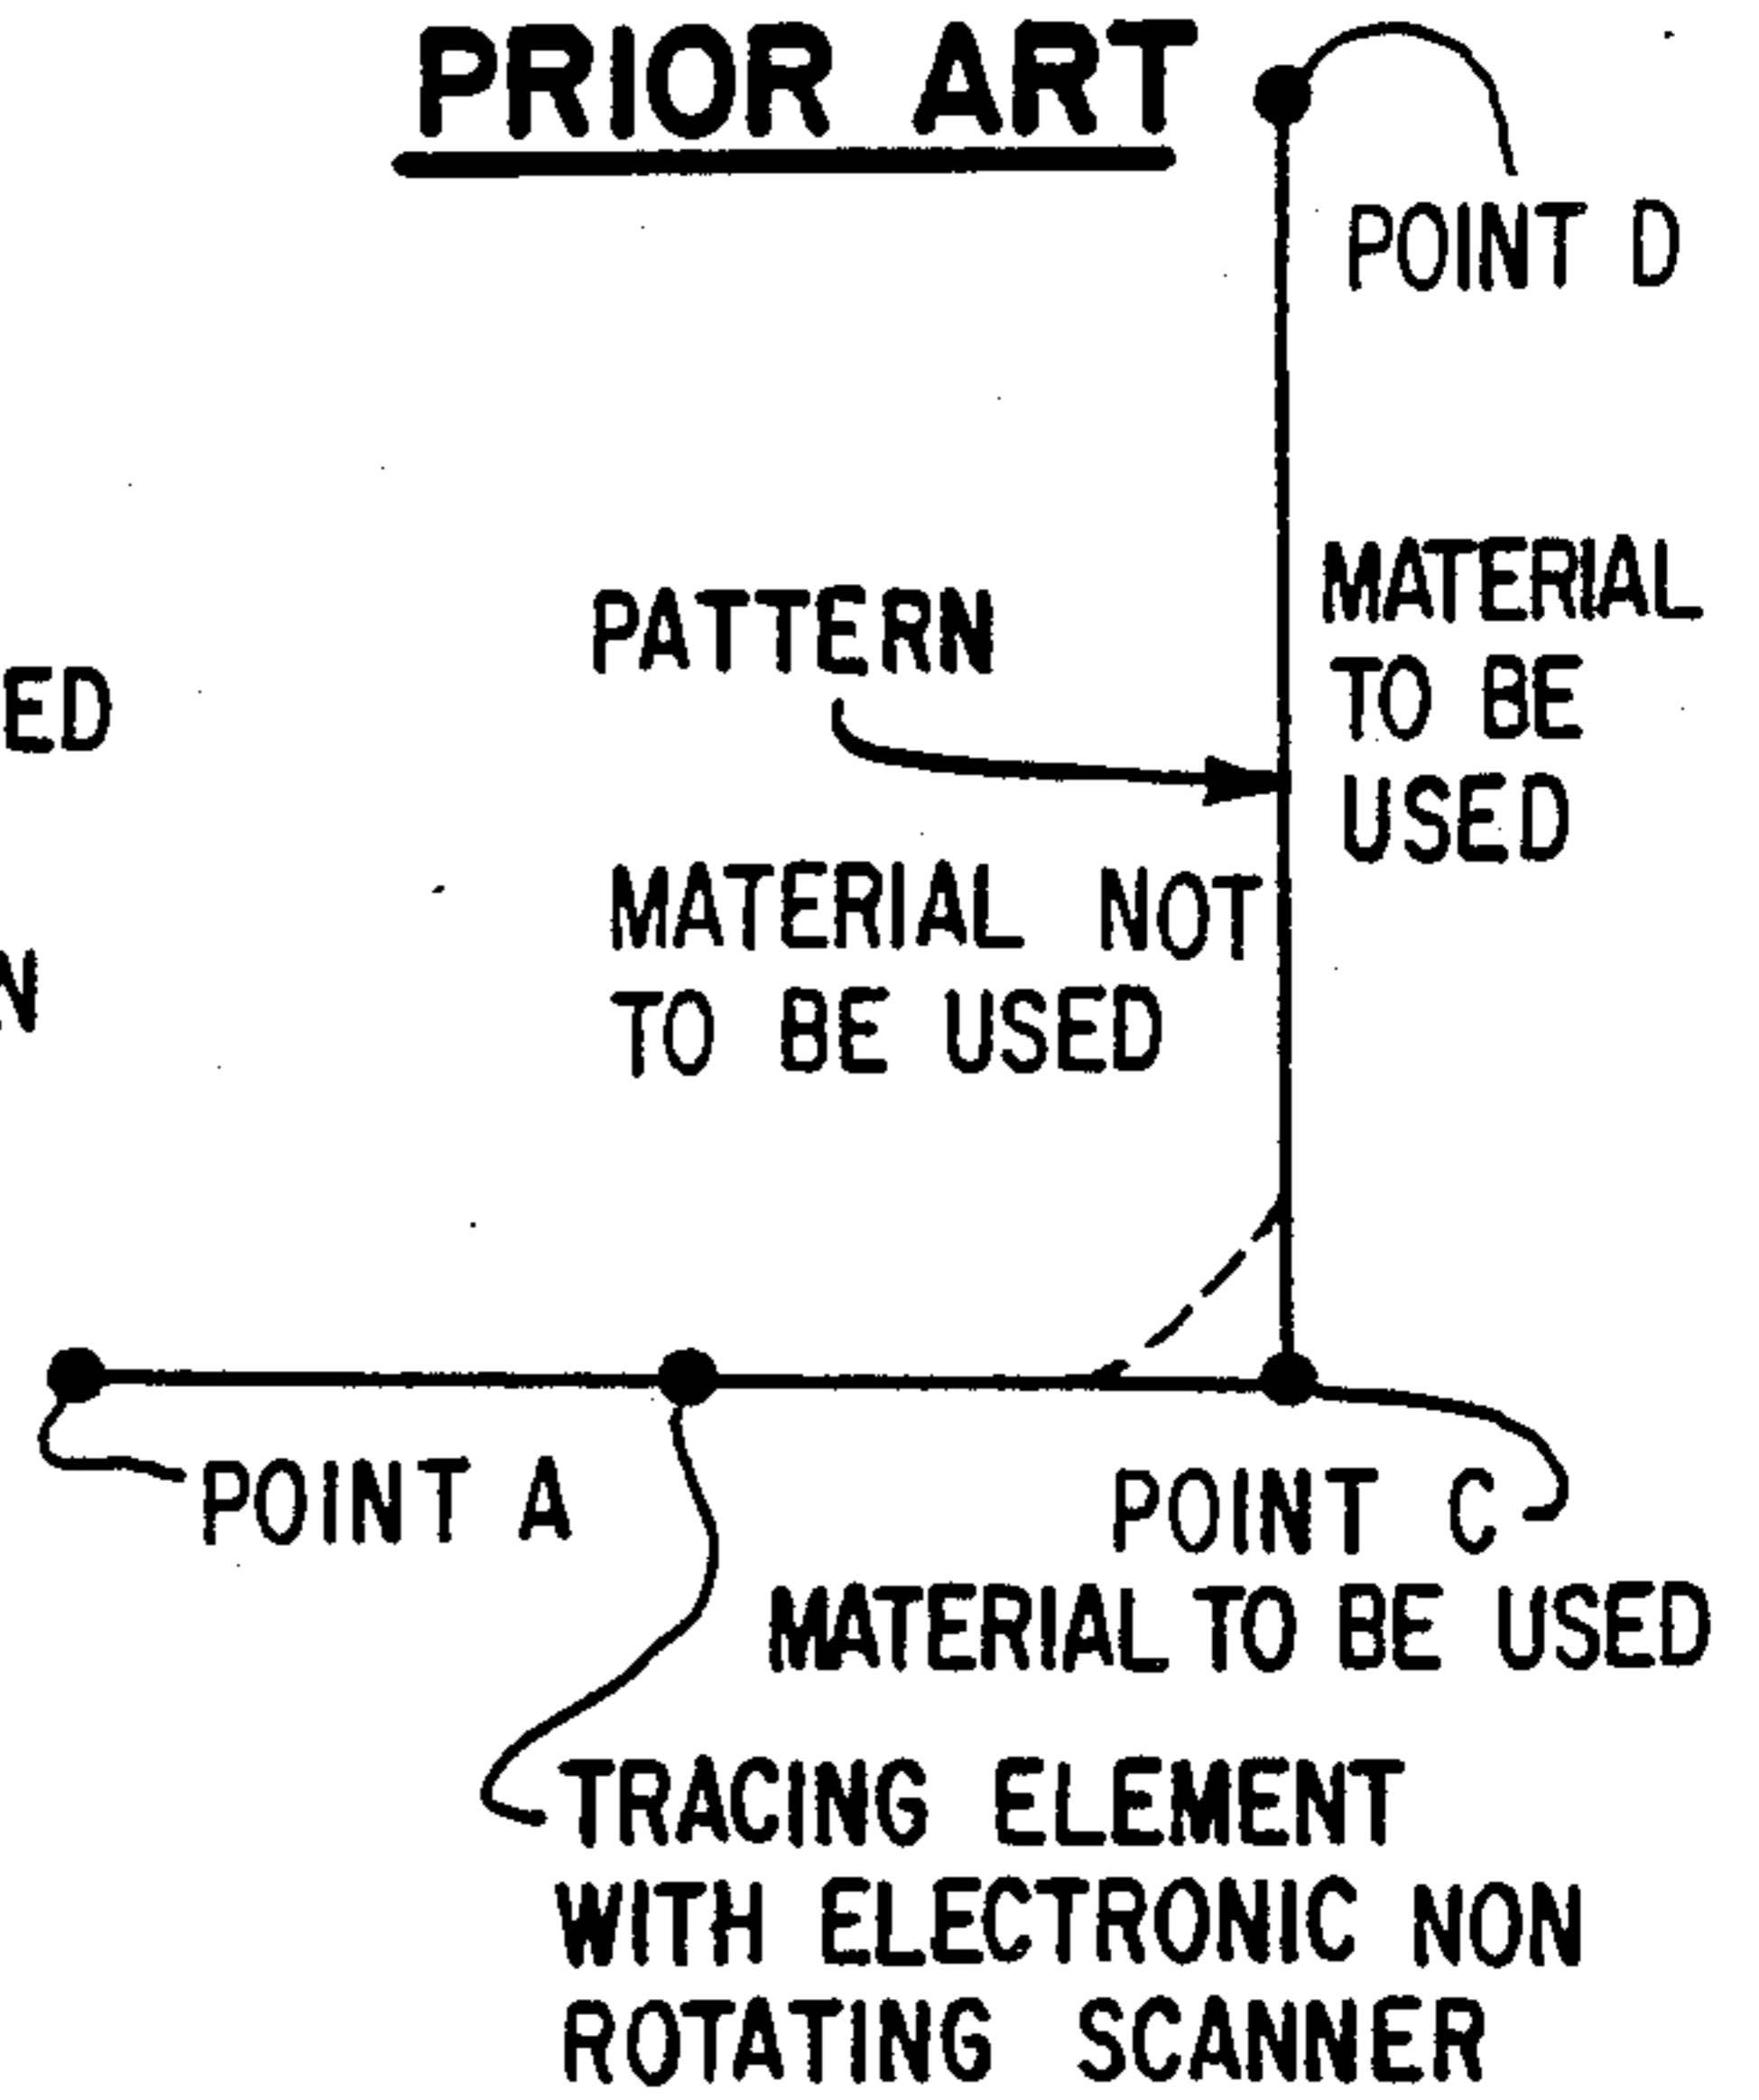 PRIOR ART
POINT D
MATERIAL
TO BE
USED
PATTERN
ED
MATERIAL NOT
TO BE USED
N
POINT A
POINT C
MATERIAL TO BE USED
TRACING ELEMENT
WITH ELECTRONIC NON
ROTATING SCANNER